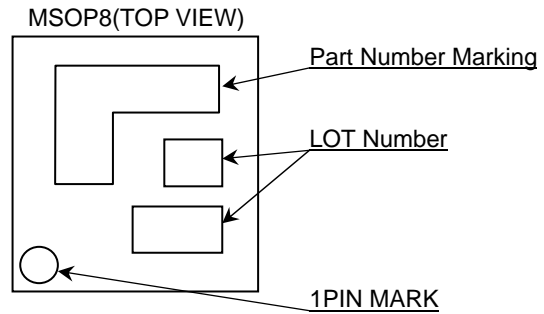 MSOP8(TOP VIEW)
Part Number Marking
LOT Number
1PIN MARK